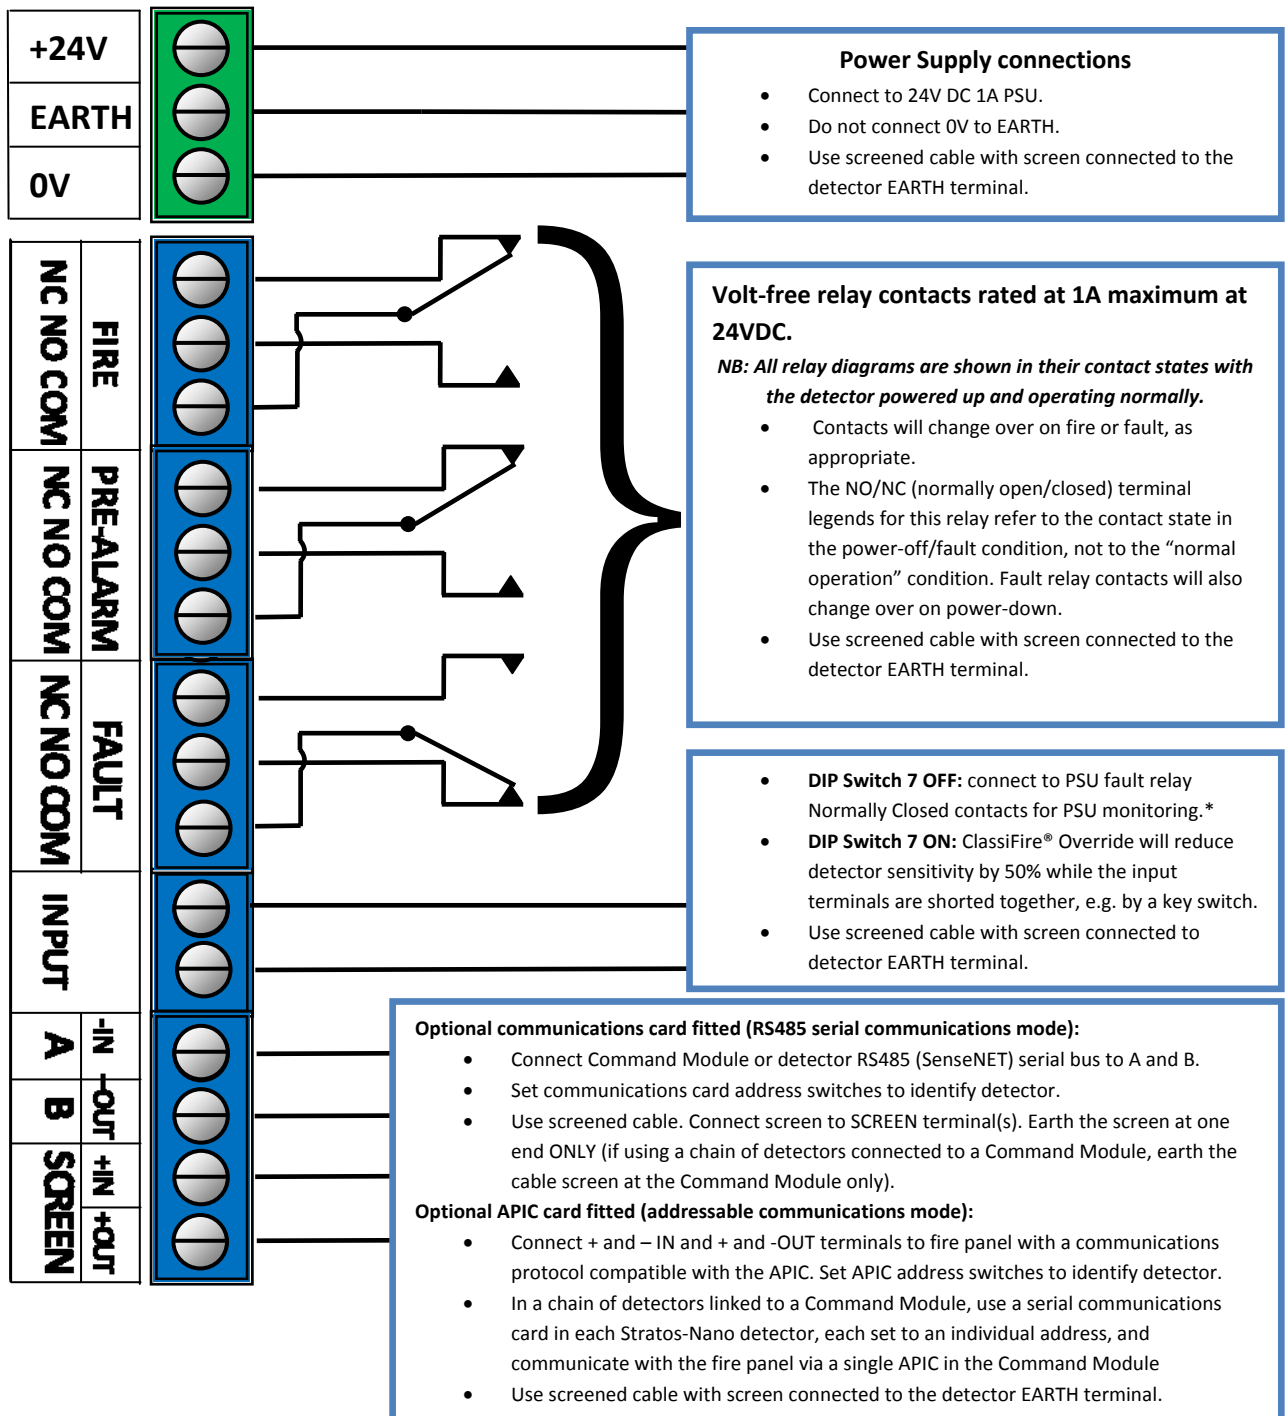 +24V
EARTH
0V
Power Supply connections
• Connect to 24V DC 1A PSU.
• Do not connect 0V to EARTH.
• Use screened cable with screen connected to the
detector EARTH terminal.
NC NO COM
FIRE
NC NO COM
PRE-ALARM
NC NO COM
FAULT
Volt-free relay contacts rated at 1A maximum at
24VDC.
NB: All relay diagrams are shown in their contact states with
the detector powered up and operating normally.
• Contacts will change over on fire or fault, as
appropriate.
• The NO/NC (normally open/closed) terminal
legends for this relay refer to the contact state in
the power-off/fault condition, not to the “normal
operation” condition. Fault relay contacts will also
change over on power-down.
• Use screened cable with screen connected to the
detector EARTH terminal.
INPUT
• DIP Switch 7 OFF: connect to PSU fault relay
Normally Closed contacts for PSU monitoring.*
• DIP Switch 7 ON: ClassiFire® Override will reduce
detector sensitivity by 50% while the input
terminals are shorted together, e.g. by a key switch.
• Use screened cable with screen connected to
detector EARTH terminal.
A
-IN
B
-OUT
SCREEN
+IN
+OUT
Optional communications card fitted (RS485 serial communications mode):
• Connect Command Module or detector RS485 (SenseNET) serial bus to A and B.
• Set communications card address switches to identify detector.
• Use screened cable. Connect screen to SCREEN terminal(s). Earth the screen at one
end ONLY (if using a chain of detectors connected to a Command Module, earth the
cable screen at the Command Module only).
Optional APIC card fitted (addressable communications mode):
• Connect + and – IN and + and -OUT terminals to fire panel with a communications
protocol compatible with the APIC. Set APIC address switches to identify detector.
• In a chain of detectors linked to a Command Module, use a serial communications
card in each Stratos-Nano detector, each set to an individual address, and
communicate with the fire panel via a single APIC in the Command Module
• Use screened cable with screen connected to the detector EARTH terminal.